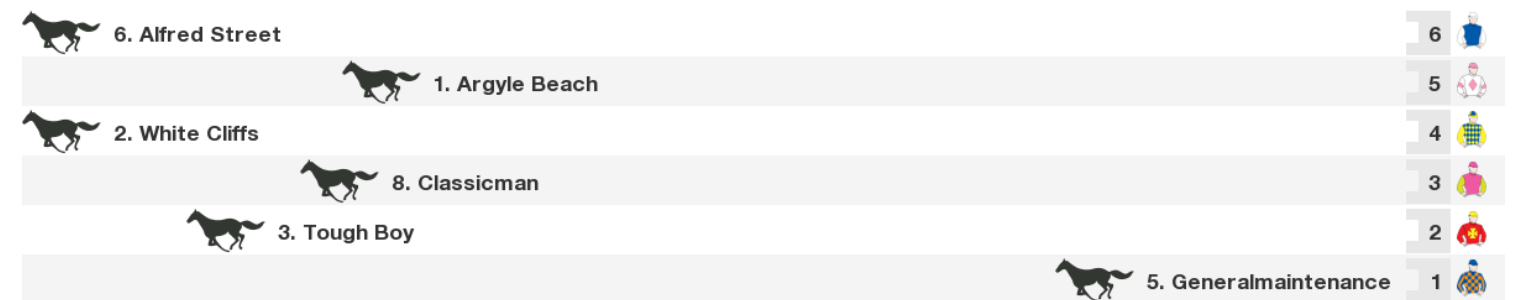 6. Alfred Street 6
1. Argyle Beach 5
2. White Cliffs 4
8. Classicman 3
3. Tough Boy 2
5. Generalmaintenance 1